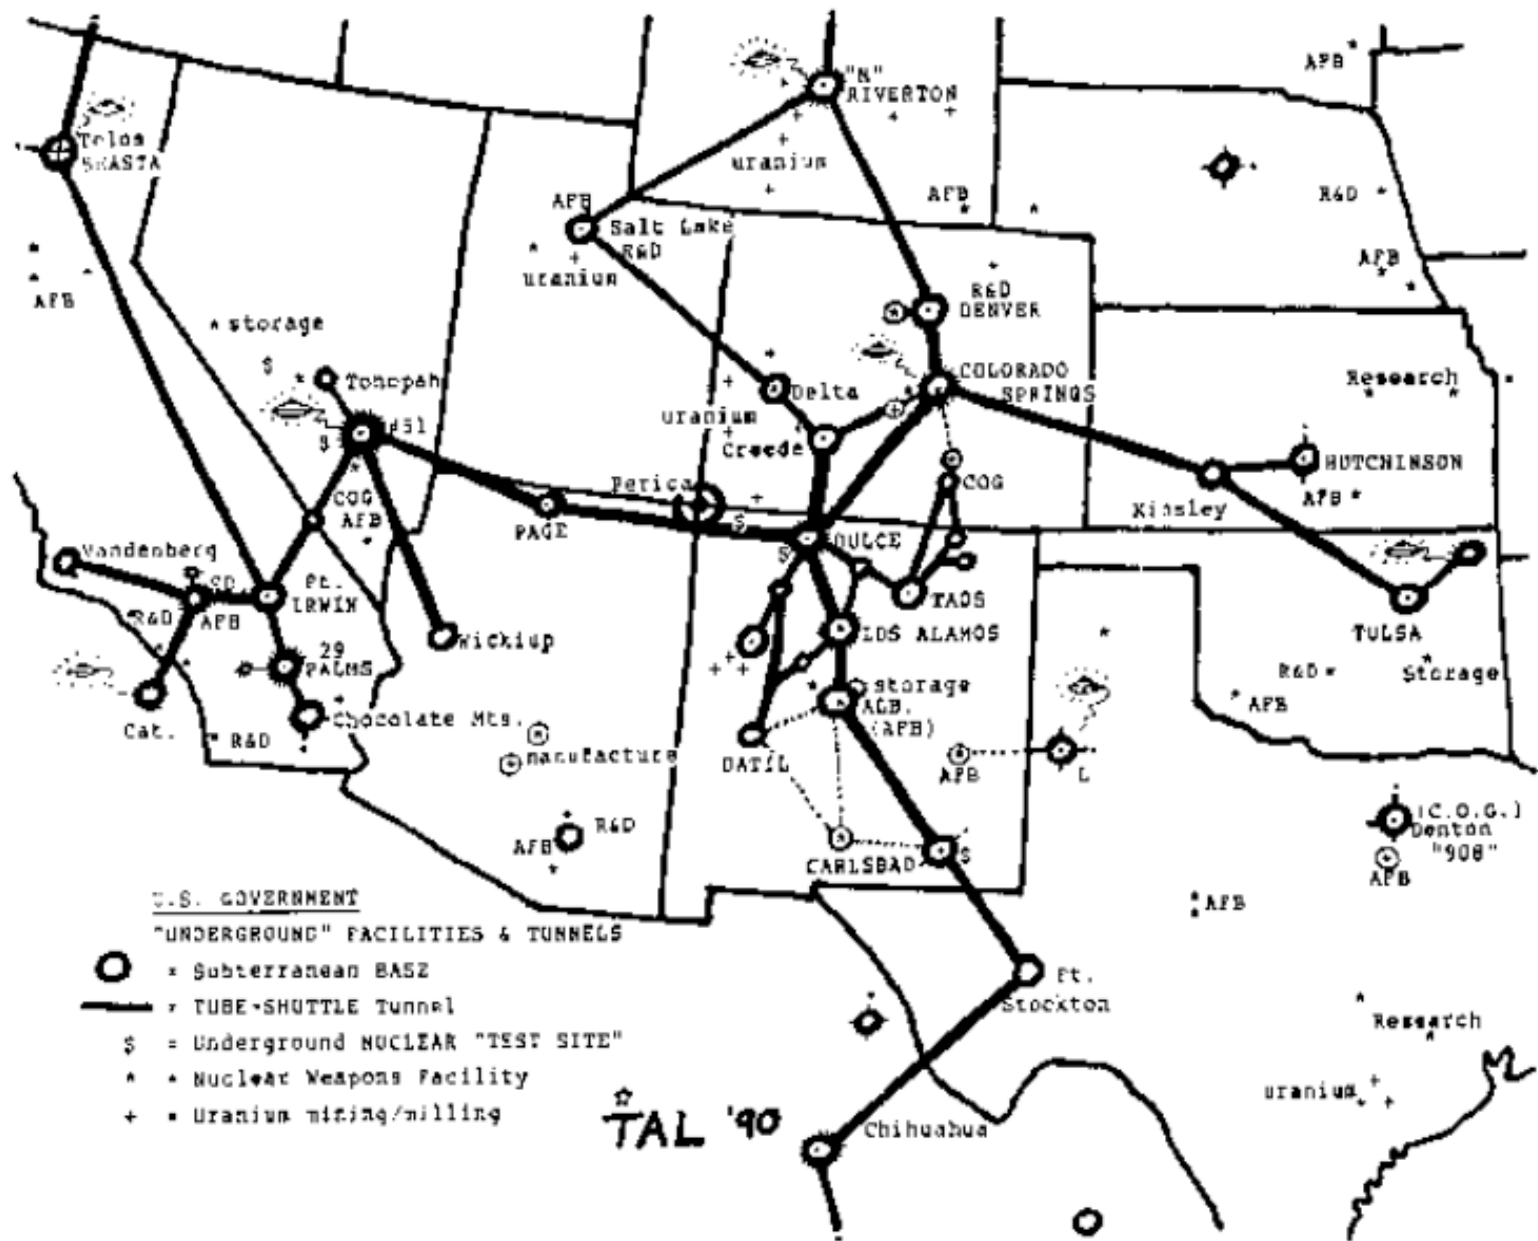 "N"
RIVERTON
AFB
Telos
SHASTA
uranium
AFB
R&D
AFB
Salt Lake
R&D
uranium
AFB
AFB
R&D
DENVER
* storage
$
Tonopah
Delta
COLORADO
SPRINGS
Research
uranium
#51
$
Creede
Perica
COG
HUTCHINSON
COG
AFB
AFB
Kinsley
PAGE
$
DULCE
$
Vandenberg
Ft.
IRWIN
AFB
R&D
TAOS
LOS ALAMOS
TULSA
Wickiup
29
PALMS
storage
ALB.
(AFB)
R&D
Storage
AFB
Cat.
R&D
Chocolate Mts.
manufacture
DATIL
AFB
L
(C.O.G.)
Denton
"908"
AFB
R&D
AFB
CARLSBAD
$
AFB
U.S. GOVERNMENT
"UNDERGROUND" FACILITIES & TUNNELS
= Subterranean BASE
= TUBE-SHUTTLE Tunnel
$ = Underground NUCLEAR "TEST SITE"
* = Nuclear Weapons Facility
+ = Uranium mining/milling
Ft.
Stockton
Research
uranium
TAL '90
Chihuahua